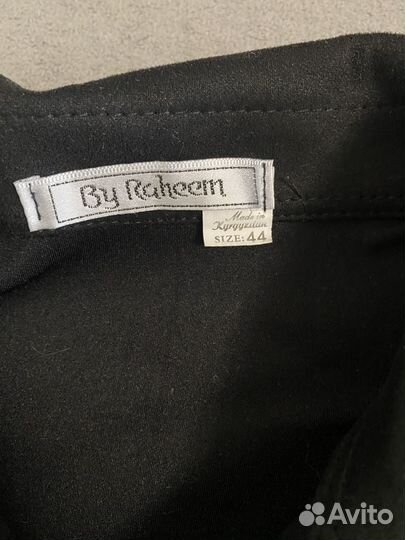 By Raheem
Made in
Kyrgyzstan
SIZE: 44
Avito